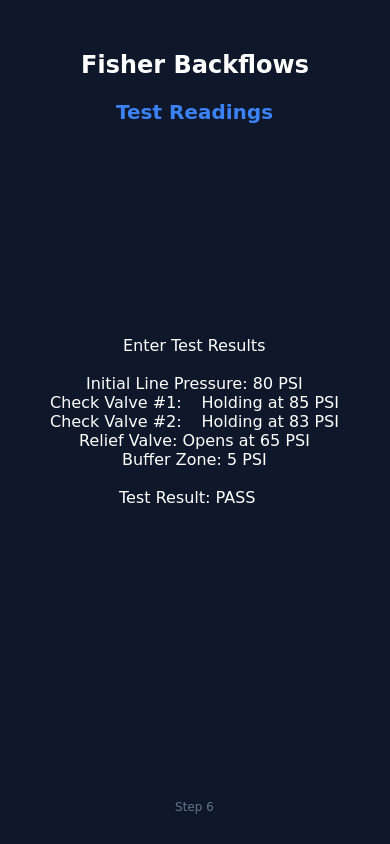 Fisher Backflows
Test Readings
Enter Test Results
Initial Line Pressure: 80 PSI
Check Valve #1:    Holding at 85 PSI
Check Valve #2:    Holding at 83 PSI
Relief Valve: Opens at 65 PSI
Buffer Zone: 5 PSI
Test Result: PASS
Step 6